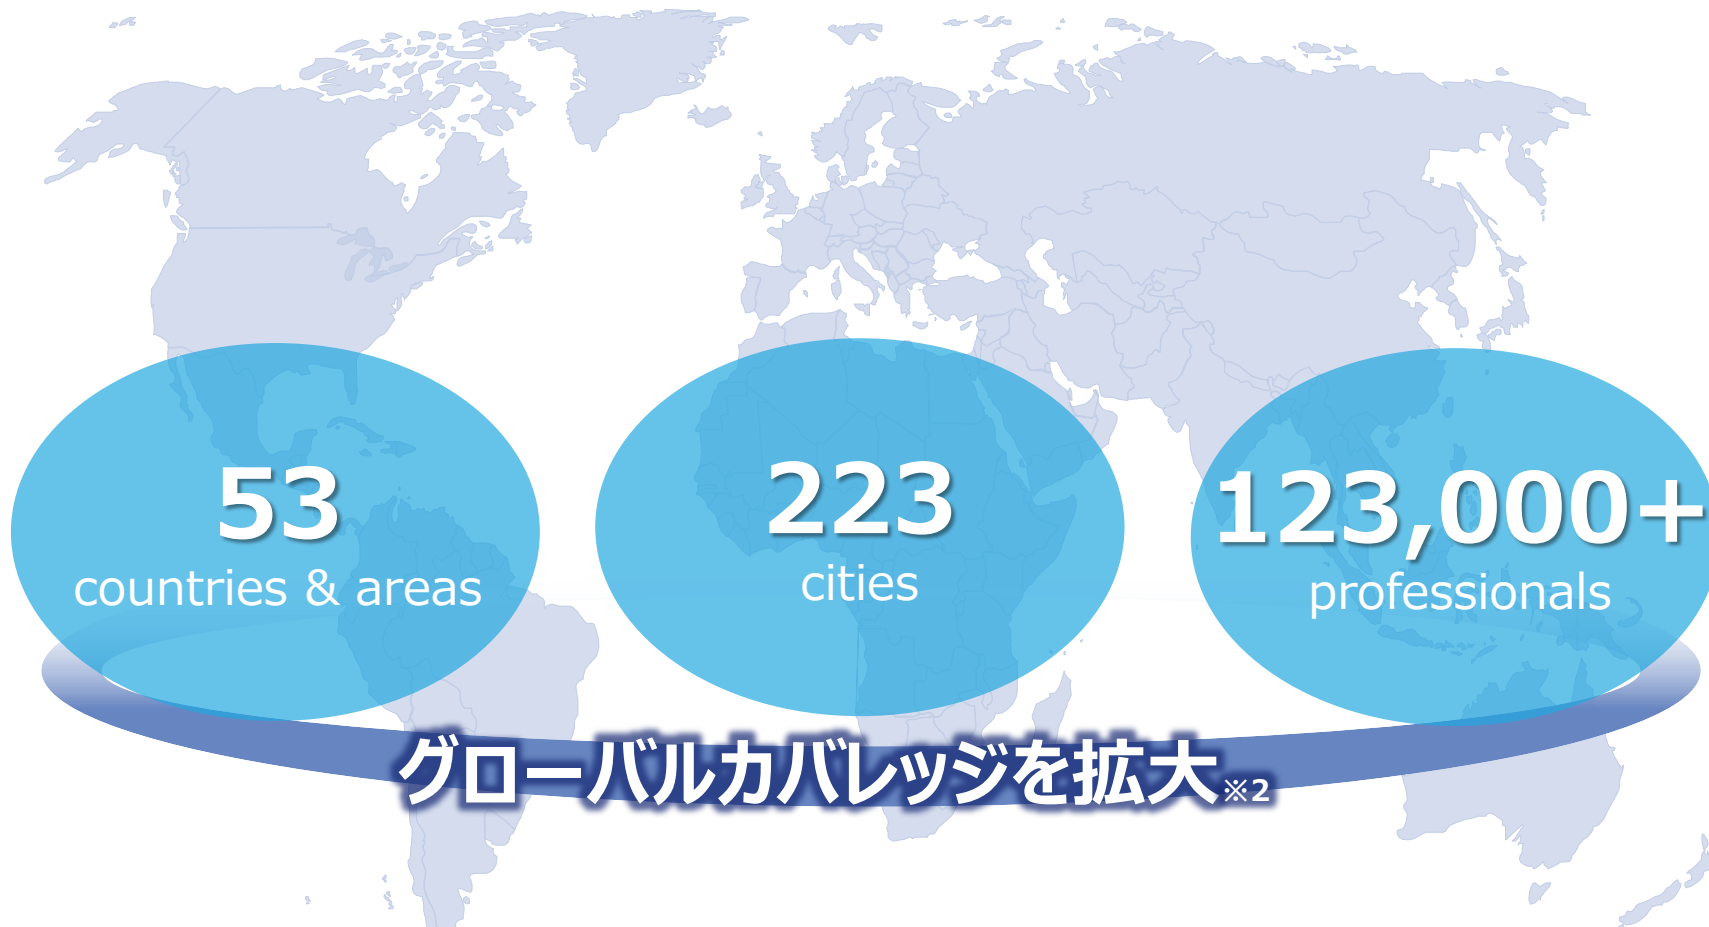 53
countries & areas
223
cities
123,000+
professionals
グローバルカバレッジを拡大※2